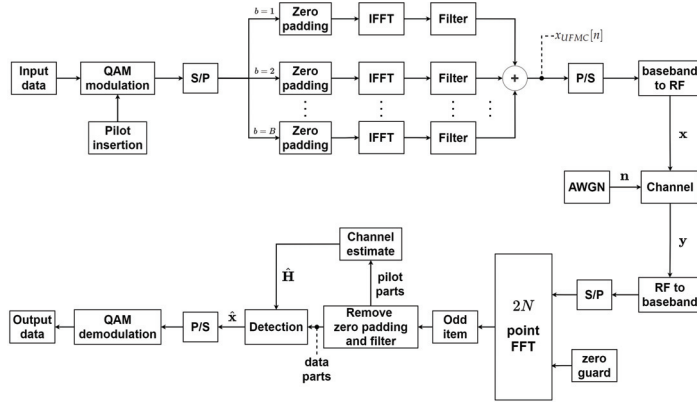 Input
data
QAM
modulation
Pilot
insertion
S/P
b = 1
Zero
padding
IFFT
Filter
b = 2
Zero
padding
IFFT
Filter
b = B
Zero
padding
IFFT
Filter
+
x_{UFMC}[n]
P/S
baseband
to RF
x
AWGN
n
Channel
y
RF to
baseband
S/P
zero
guard
2N
point
FFT
Odd
item
Remove
zero padding
and filter
pilot
parts
Channel
estimate
Ĥ
data
parts
Detection
x̂
P/S
QAM
demodulation
Output
data